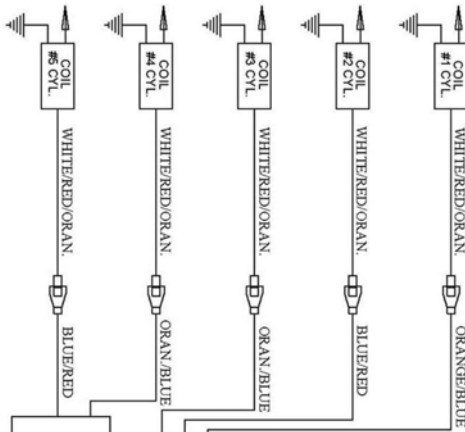 COIL
#5 CYL.
COIL
#4 CYL.
COIL
#3 CYL.
COIL
#2 CYL.
COIL
#1 CYL.
WHITE/RED/ORAN.
WHITE/RED/ORAN.
WHITE/RED/ORAN.
WHITE/RED/ORAN.
WHITE/RED/ORAN.
BLUE/RED
ORAN./BLUE
ORAN./BLUE
BLUE/RED
ORANGE/BLUE